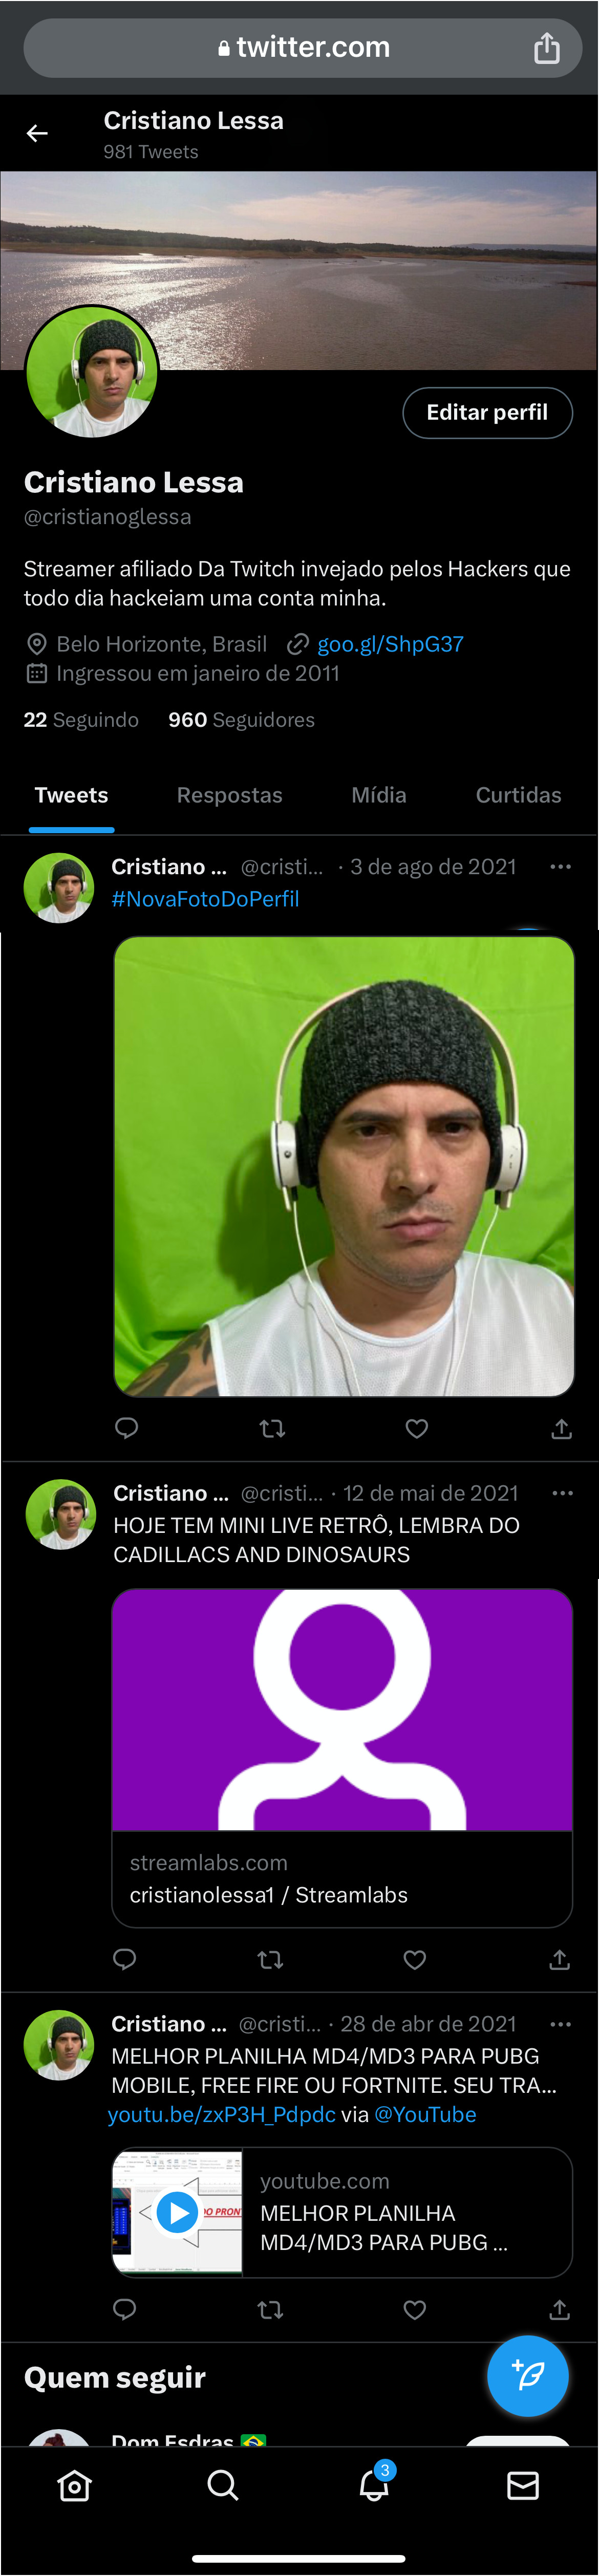 twitter.com
Cristiano Lessa
981 Tweets
Editar perfil
Cristiano Lessa
@cristianoglessa
Streamer afiliado Da Twitch invejado pelos Hackers que
todo dia hackeiam uma conta minha.
Belo Horizonte, Brasil goo.gl/ShpG37
Ingressou em janeiro de 2011
22 Seguindo 960 Seguidores
Tweets Respostas Mídia Curtidas
Cristiano ... @cristi... · 3 de ago de 2021
#NovaFotoDoPerfil
Cristiano ... @cristi... · 12 de mai de 2021
HOJE TEM MINI LIVE RETRÔ, LEMBRA DO
CADILLACS AND DINOSAURS
streamlabs.com
cristianolessa1 / Streamlabs
Cristiano ... @cristi... · 28 de abr de 2021
MELHOR PLANILHA MD4/MD3 PARA PUBG
MOBILE, FREE FIRE OU FORTNITE. SEU TRA...
youtu.be/zxP3H_Pdpdc via @YouTube
DO PRON
youtube.com
MELHOR PLANILHA
MD4/MD3 PARA PUBG ...
Quem seguir
Dom Esdras
3